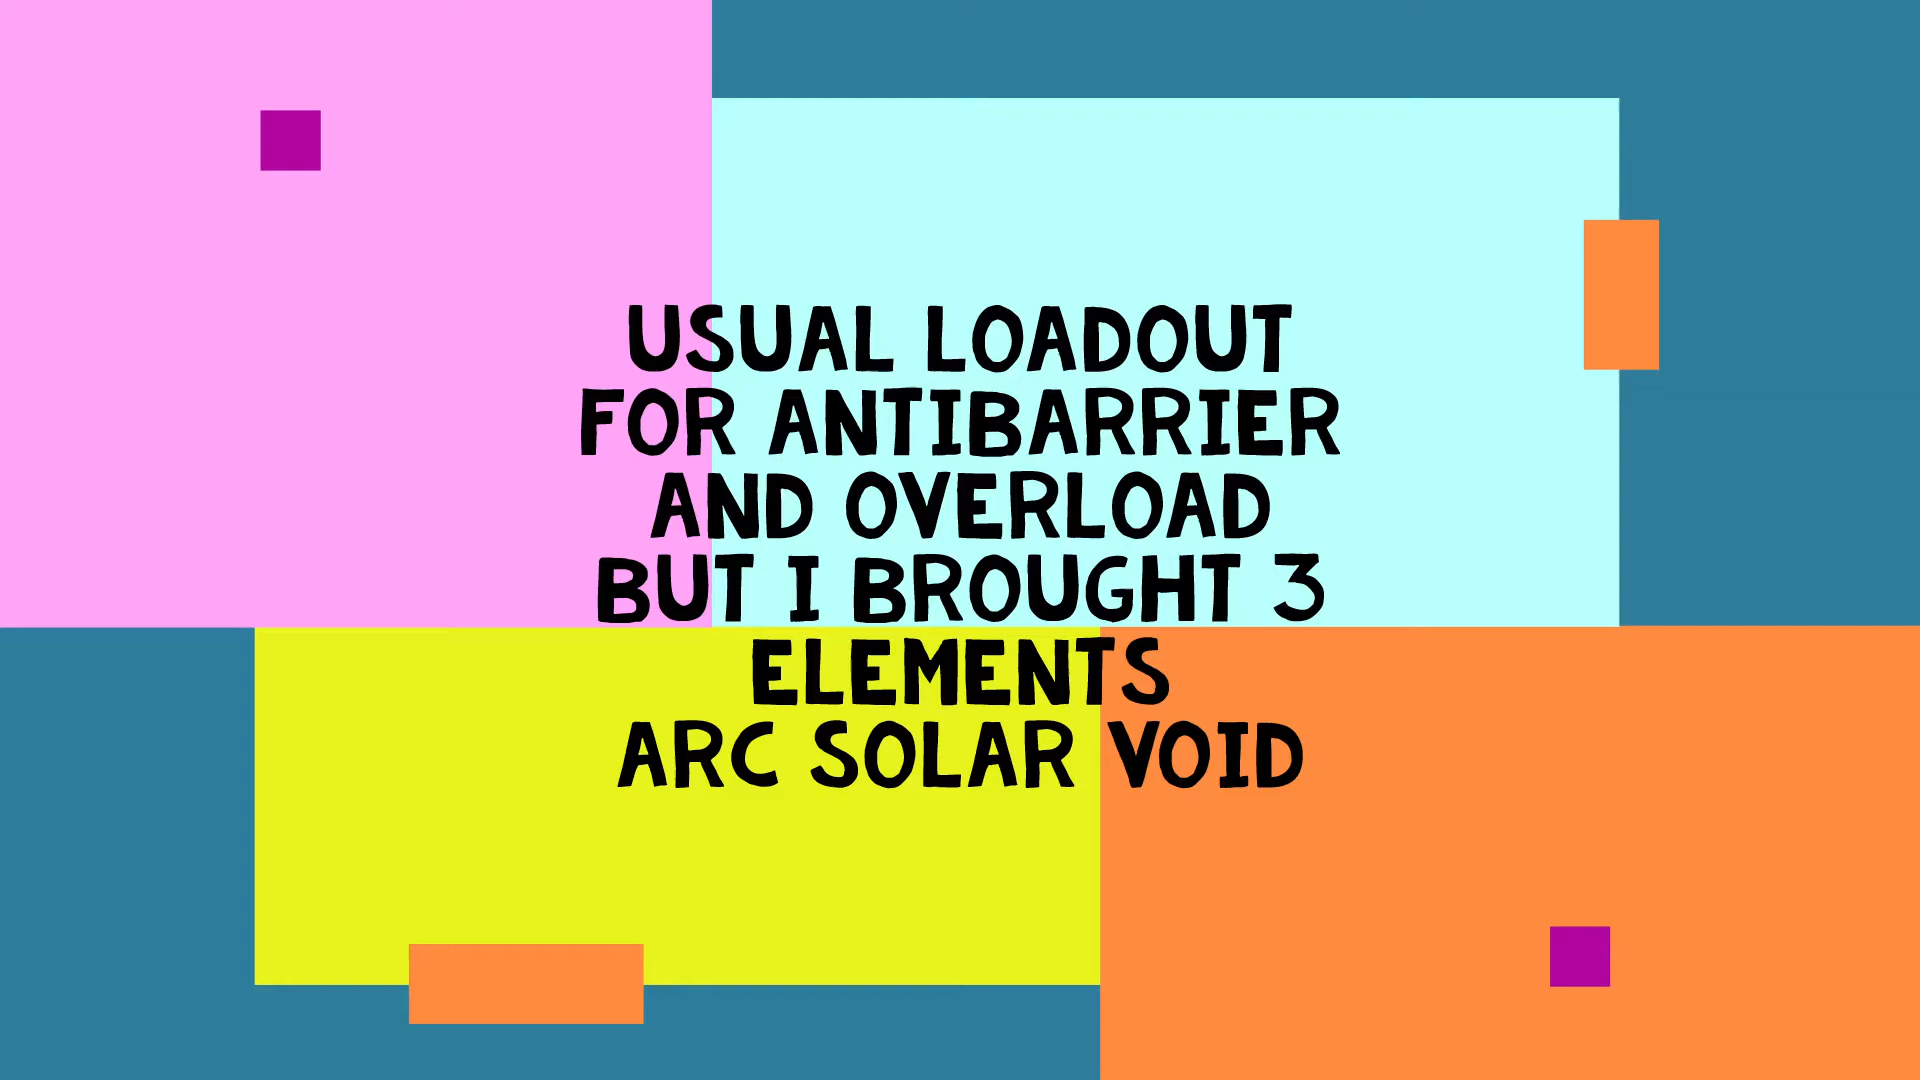 USUAL LOADOUT
FOR ANTIBARRIER
AND OVERLOAD
BUT I BROUGHT 3
ELEMENTS
ARC SOLAR VOID